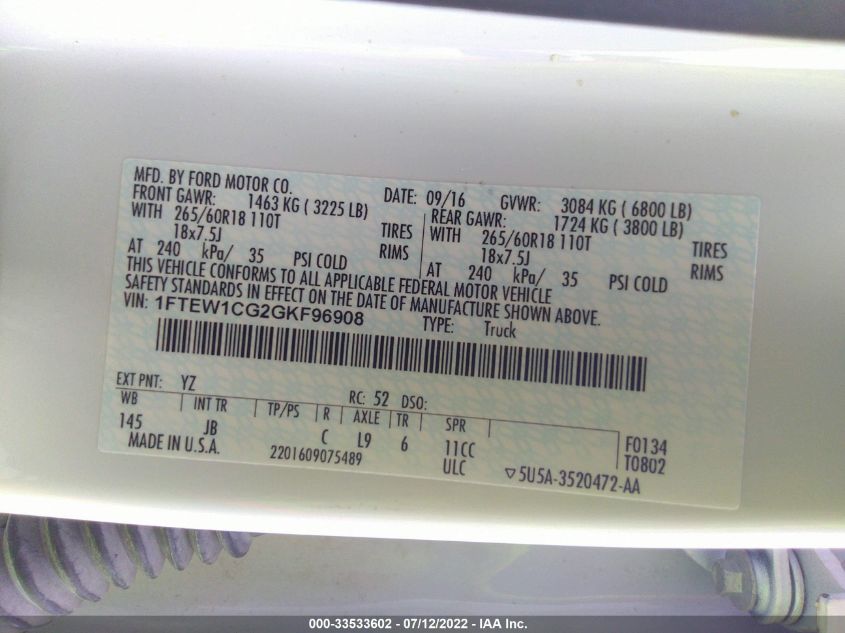 MFD. BY FORD MOTOR CO. DATE: 09/16 GVWR: 3084 KG ( 6800 LB)
FRONT GAWR: 1463 KG ( 3225 LB) REAR GAWR: 1724 KG ( 3800 LB)
WITH 265/60R18 110T TIRES WITH 265/60R18 110T TIRES
18x7.5J RIMS 18x7.5J RIMS
AT 240 kPa/ 35 PSI COLD AT 240 kPa/ 35 PSI COLD
THIS VEHICLE CONFORMS TO ALL APPLICABLE FEDERAL MOTOR VEHICLE
SAFETY STANDARDS IN EFFECT ON THE DATE OF MANUFACTURE SHOWN ABOVE.
VIN: 1FTEW1CG2GKF96908 TYPE: Truck
EXT PNT: YZ RC: 52 DSO:
WB INT TR TP/PS R AXLE TR SPR
145 JB C L9 6 11CC F0134
MADE IN U.S.A. 2201609075489 ULC T0802
▽5U5A-3520472-AA
000-33533602 - 07/12/2022 - IAA Inc.